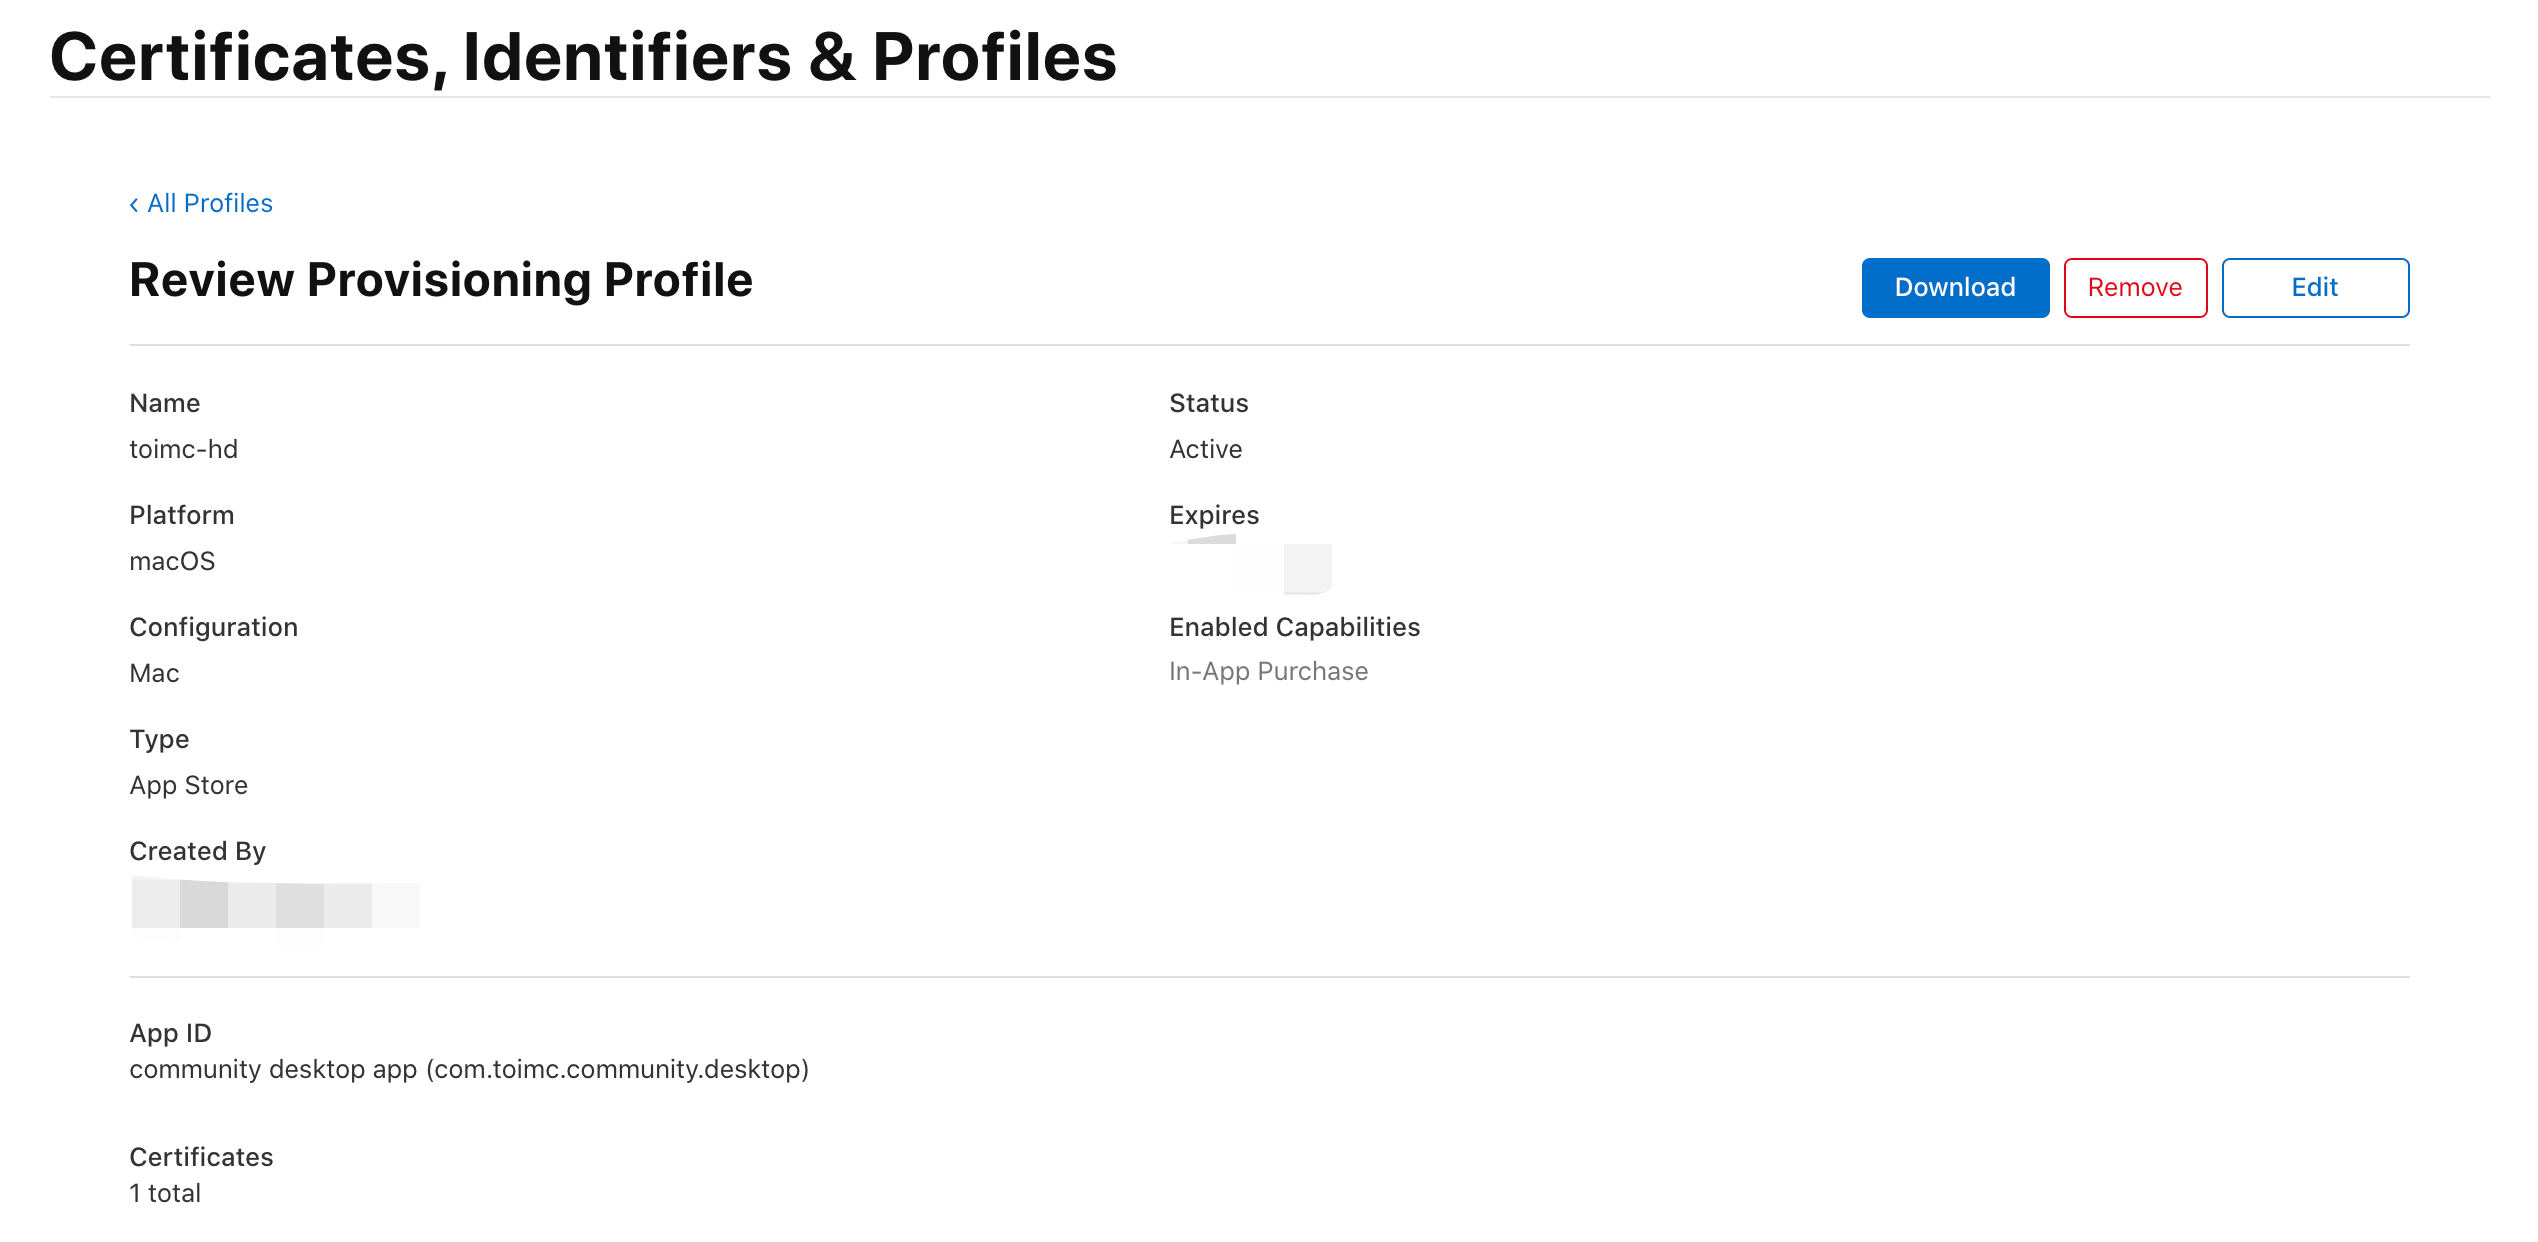 Certificates, Identifiers & Profiles
‹ All Profiles
Review Provisioning Profile
Download
Remove
Edit
Name
toimc-hd
Status
Active
Platform
macOS
Expires
Configuration
Mac
Enabled Capabilities
In-App Purchase
Type
App Store
Created By
App ID
community desktop app (com.toimc.community.desktop)
Certificates
1 total